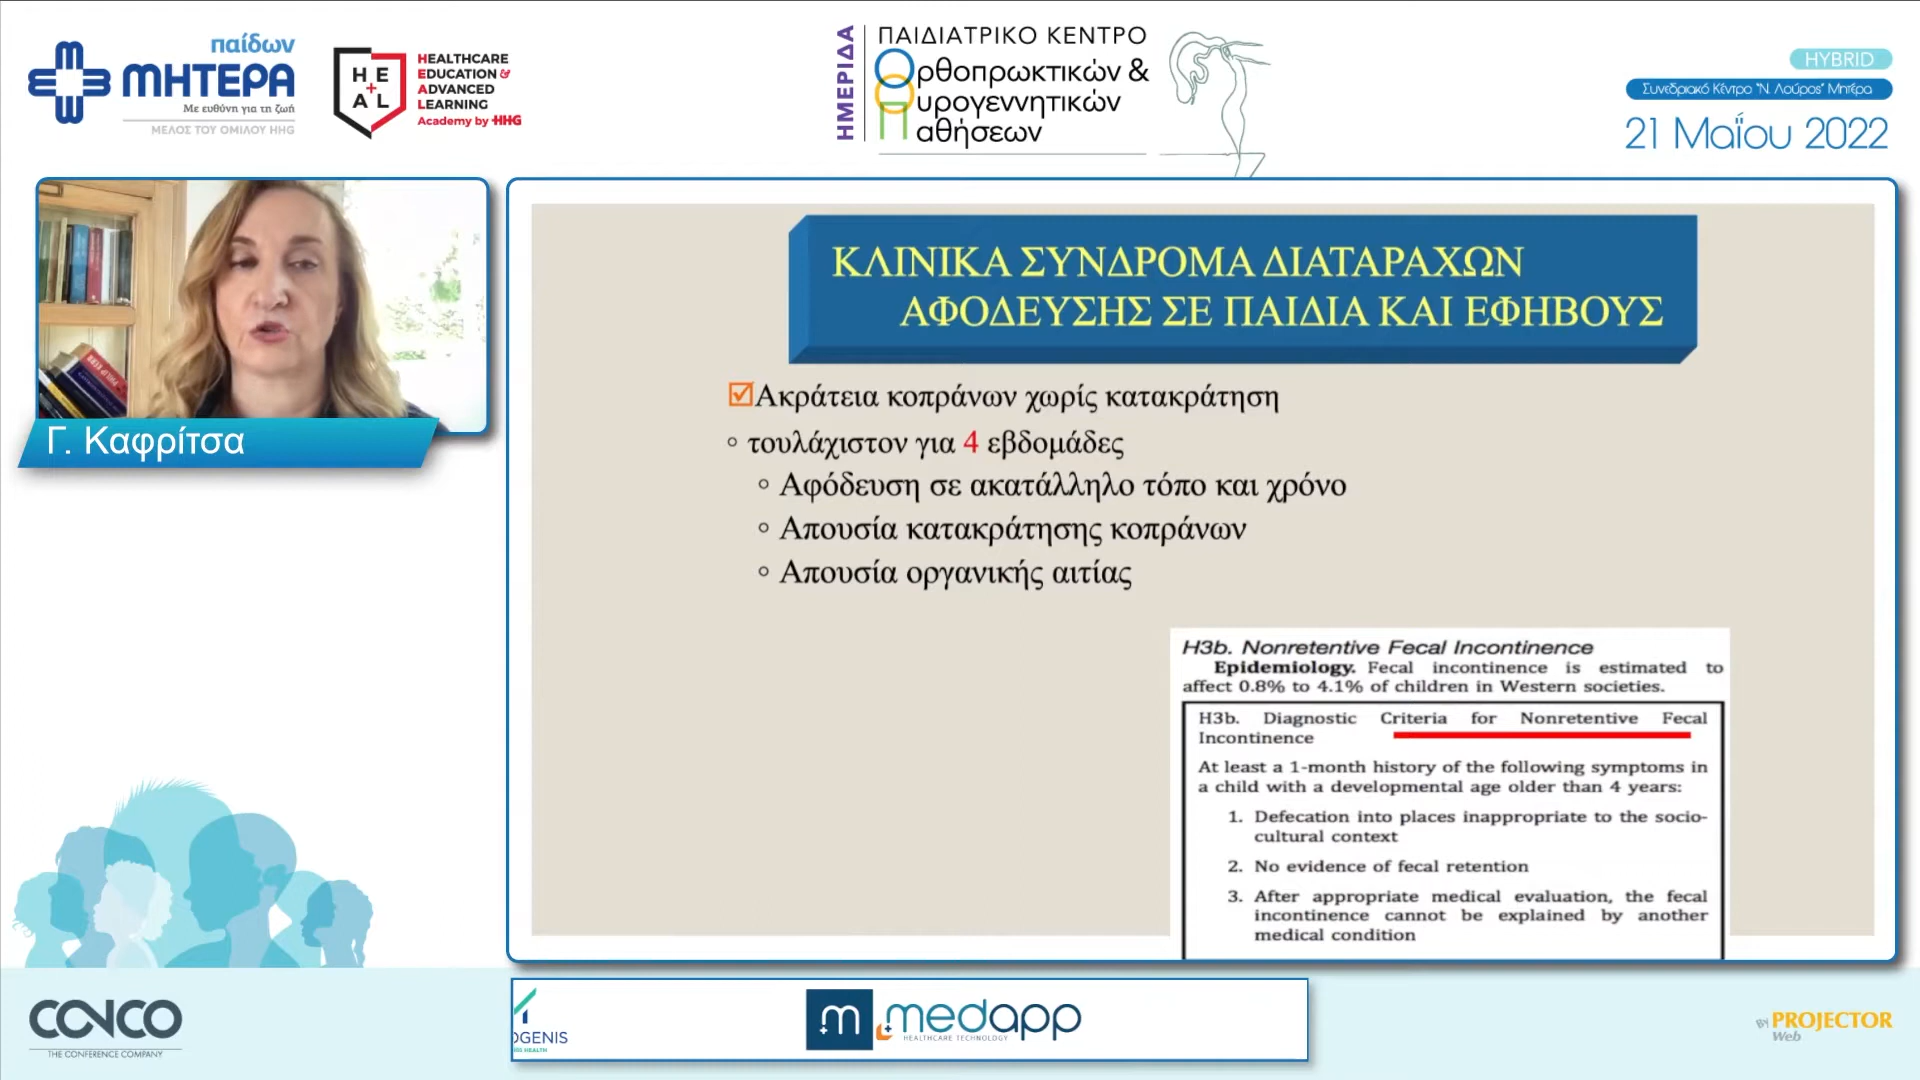 παίδων
ΜΗΤΕΡΑ
Με ευθύνη για τη ζωή
ΜΕΛΟΣ ΤΟΥ ΟΜΙΛΟΥ HHG
HE
AL
HEALTHCARE
EDUCATION &
ADVANCED
LEARNING
Academy by HHG
ΗΜΕΡΙΔΑ
ΠΑΙΔΙΑΤΡΙΚΟ ΚΕΝΤΡΟ
Ορθοπρωκτικών &
Ουρογεννητικών
Παθήσεων
HYBRID
Συνεδριακό Κέντρο "Ν. Λούρος" Μητέρα
21 Μαΐου 2022
Γ. Καφρίτσα
ΚΛΙΝΙΚΑ ΣΥΝΔΡΟΜΑ ΔΙΑΤΑΡΑΧΩΝ
ΑΦΟΔΕΥΣΗΣ ΣΕ ΠΑΙΔΙΑ ΚΑΙ ΕΦΗΒΟΥΣ
Ακράτεια κοπράνων χωρίς κατακράτηση
τουλάχιστον για 4 εβδομάδες
Αφόδευση σε ακατάλληλο τόπο και χρόνο
Απουσία κατακράτησης κοπράνων
Απουσία οργανικής αιτίας
H3b. Nonretentive Fecal Incontinence
Epidemiology. Fecal incontinence is estimated to
affect 0.8% to 4.1% of children in Western societies.
H3b. Diagnostic Criteria for Nonretentive Fecal
Incontinence
At least a 1-month history of the following symptoms in
a child with a developmental age older than 4 years:
1. Defecation into places inappropriate to the socio-
cultural context
2. No evidence of fecal retention
3. After appropriate medical evaluation, the fecal
incontinence cannot be explained by another
medical condition
CONCO
THE CONFERENCE COMPANY
OGENIS
m medapp
HEALTHCARE TECHNOLOGY
BY PROJECTOR
Web